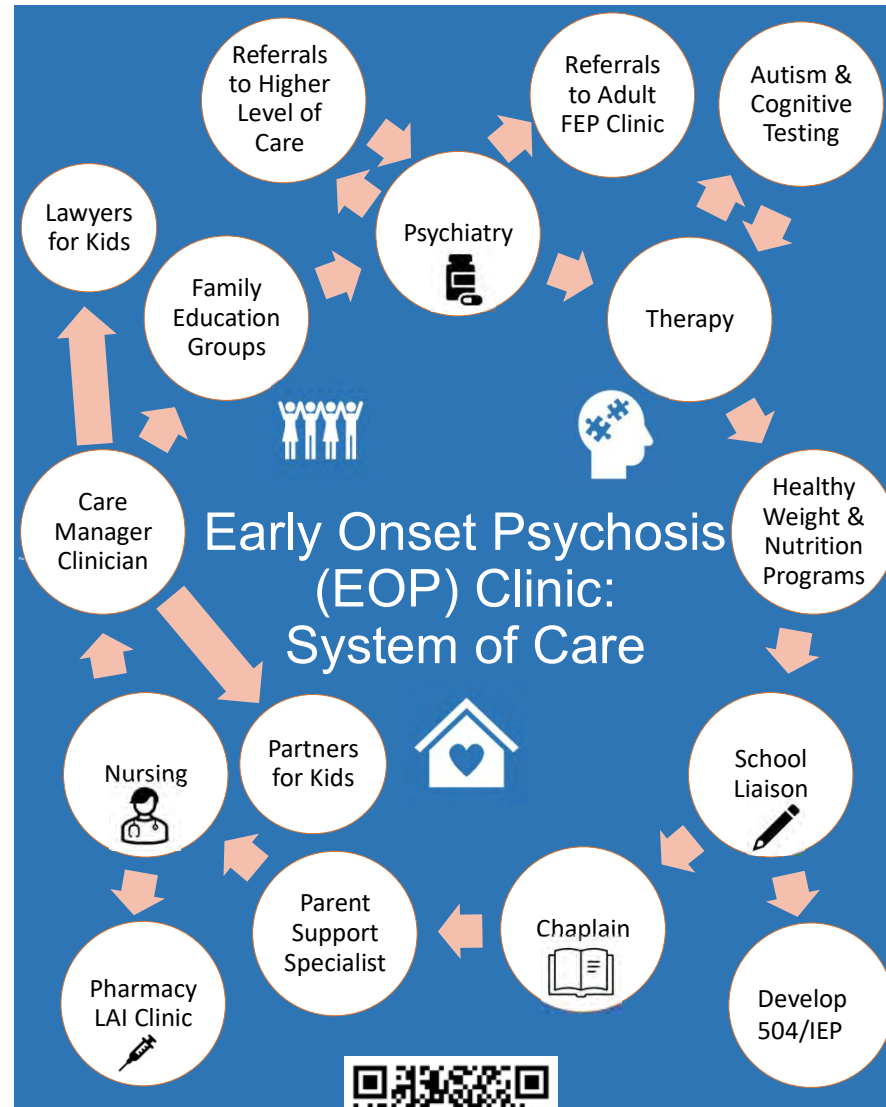 Referrals
to Higher
Level of
Care
Referrals
to Adult
FEP Clinic
Autism &
Cognitive
Testing
Lawyers
for Kids
Psychiatry
Family
Education
Groups
Therapy
Care
Manager
Clinician
Early Onset Psychosis
(EOP) Clinic:
System of Care
Healthy
Weight &
Nutrition
Programs
Nursing
Partners
for Kids
School
Liaison
Parent
Support
Specialist
Chaplain
Pharmacy
LAI Clinic
Develop
504/IEP